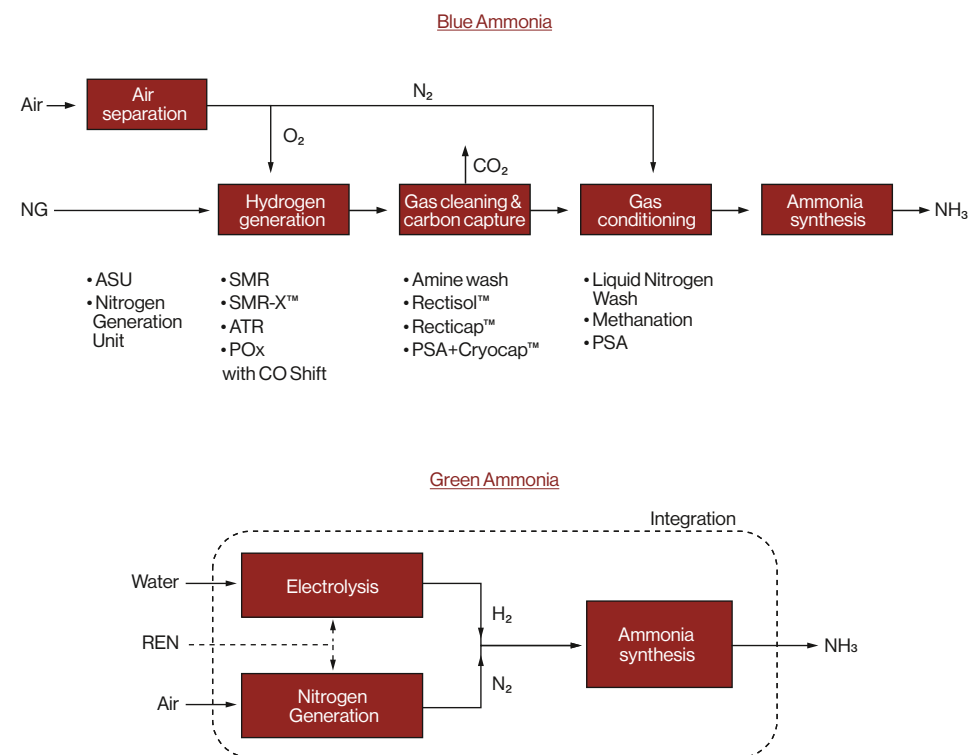 Blue Ammonia
Air
Air
separation
N₂
O₂
CO₂
NG
Hydrogen
generation
Gas cleaning &
carbon capture
Gas
conditioning
Ammonia
synthesis
NH₃
• ASU
• Nitrogen
Generation
Unit
• SMR
• SMR-X™
• ATR
• POx
with CO Shift
• Amine wash
• Rectisol™
• Recticap™
• PSA+Cryocap™
• Liquid Nitrogen
Wash
• Methanation
• PSA
Green Ammonia
Integration
Water
Electrolysis
H₂
REN
Ammonia
synthesis
NH₃
N₂
Air
Nitrogen
Generation